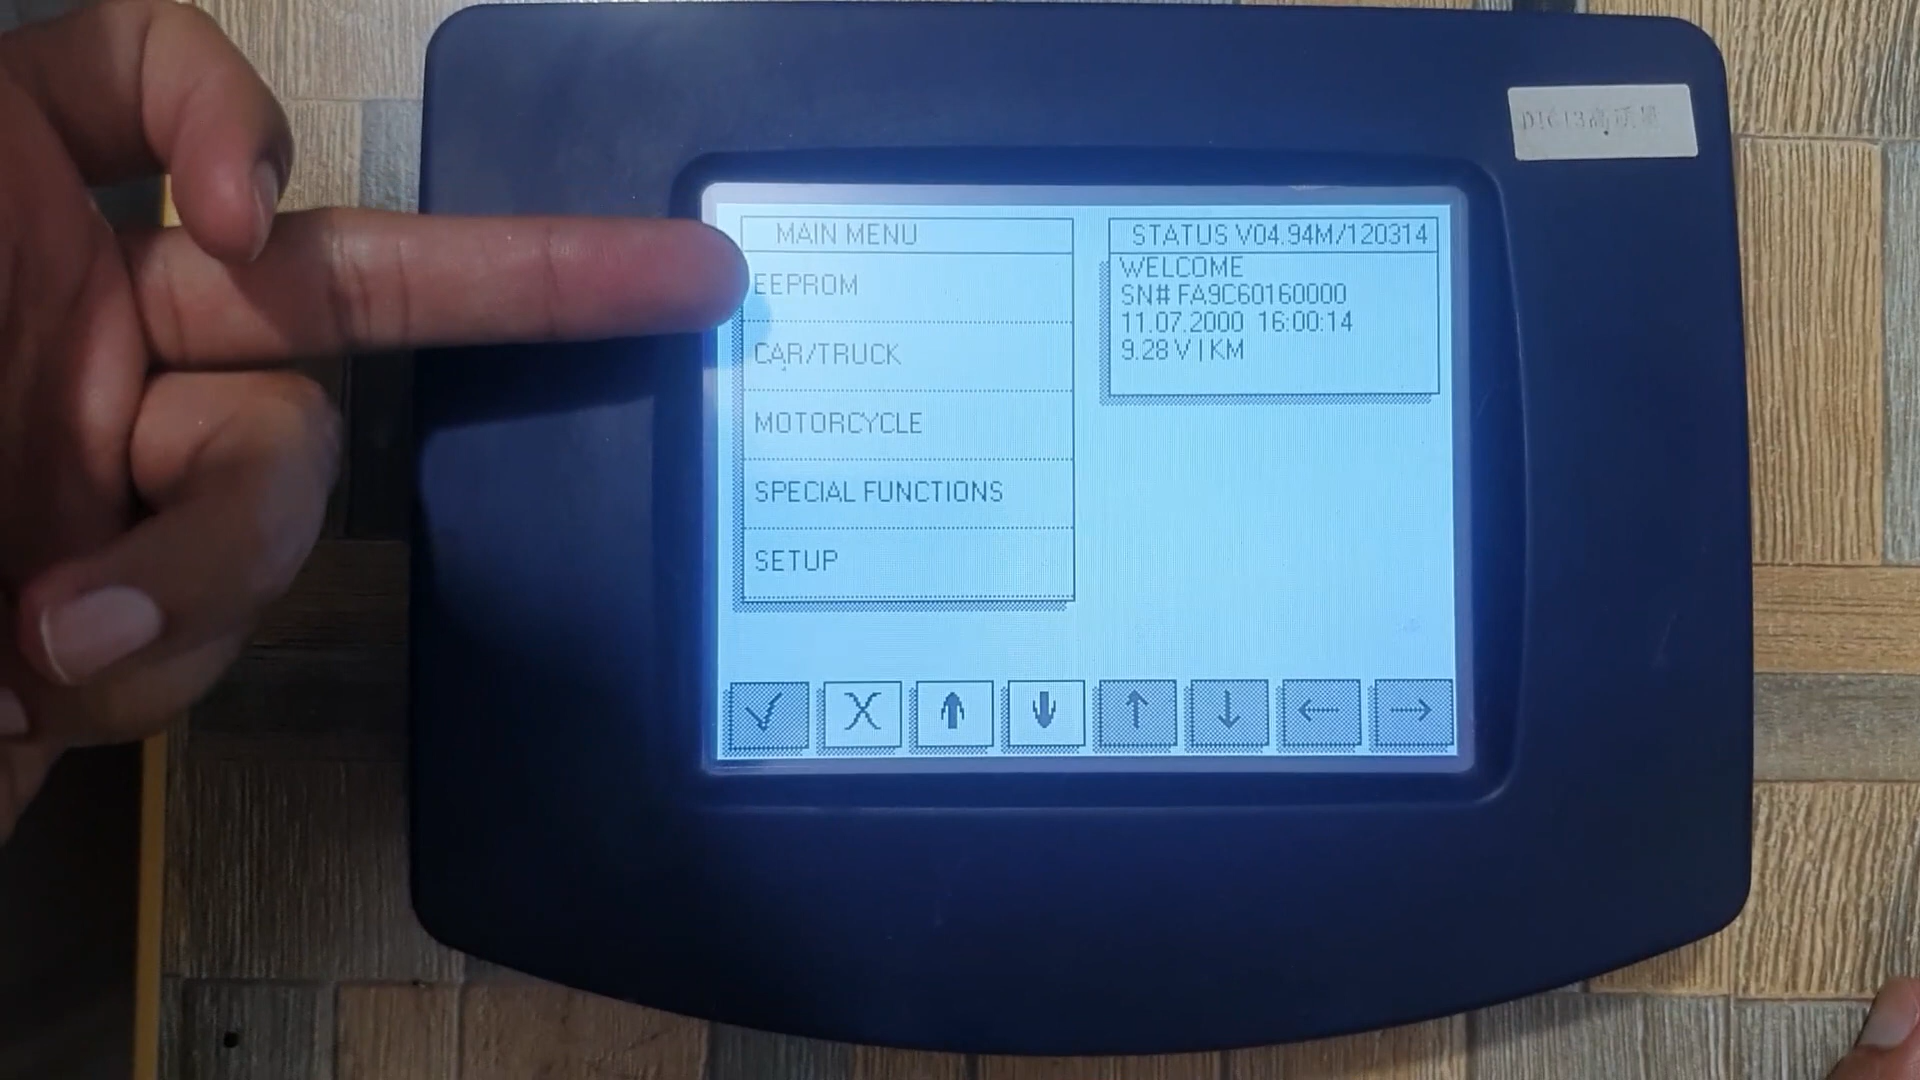 MAIN MENU
EEPROM
CAR/TRUCK
MOTORCYCLE
SPECIAL FUNCTIONS
SETUP
STATUS V04.94M/120314
WELCOME
SN# FA9C60160000
11.07.2000 16:00:14
9.28 V | KM